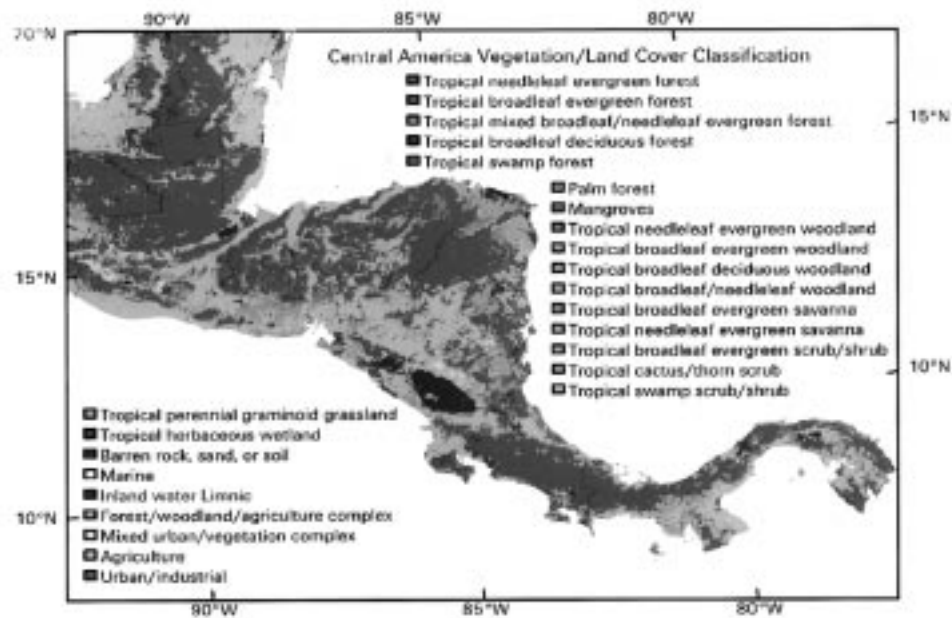 90°W 85°W 80°W
20°N
Central America Vegetation/Land Cover Classification
Tropical needleleaf evergreen forest
Tropical broadleaf evergreen forest
Tropical mixed broadleaf/needleleaf evergreen forest
Tropical broadleaf deciduous forest
Tropical swamp forest
15°N
Palm forest
Mangroves
Tropical needleleaf evergreen woodland
Tropical broadleaf evergreen woodland
Tropical broadleaf deciduous woodland
Tropical broadleaf/needleleaf woodland
Tropical broadleaf evergreen savanna
Tropical needleleaf evergreen savanna
Tropical broadleaf evergreen scrub/shrub
Tropical cactus/thorn scrub
Tropical swamp scrub/shrub
15°N
10°N
Tropical perennial graminoid grassland
Tropical herbaceous wetland
Barren rock, sand, or soil
Marine
Inland water Limnic
Forest/woodland/agriculture complex
Mixed urban/vegetation complex
Agriculture
Urban/industrial
10°N
90°W 85°W 80°W